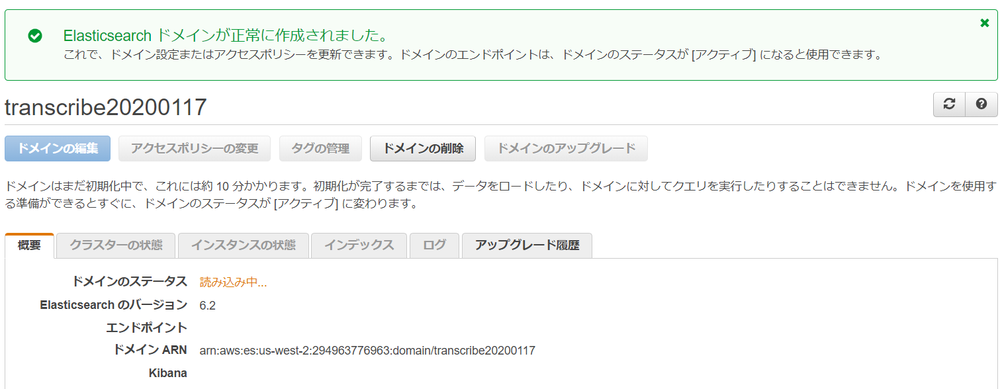 Elasticsearch ドメインが正常に作成されました。
これで、ドメイン設定またはアクセスポリシーを更新できます。ドメインのエンドポイントは、ドメインのステータスが [アクティブ] になると使用できます。
transcribe20200117
ドメインの編集 アクセスポリシーの変更 タグの管理 ドメインの削除 ドメインのアップグレード
ドメインはまだ初期化中で、これには約 10 分かかります。初期化が完了するまでは、データをロードしたり、ドメインに対してクエリを実行したりすることはできません。ドメインを使用す
る準備ができるとすぐに、ドメインのステータスが [アクティブ] に変わります。
概要 クラスターの状態 インスタンスの状態 インデックス ログ アップグレード履歴
ドメインのステータス 読み込み中...
Elasticsearch のバージョン 6.2
エンドポイント
ドメイン ARN arn:aws:es:us-west-2:294963776963:domain/transcribe20200117
Kibana